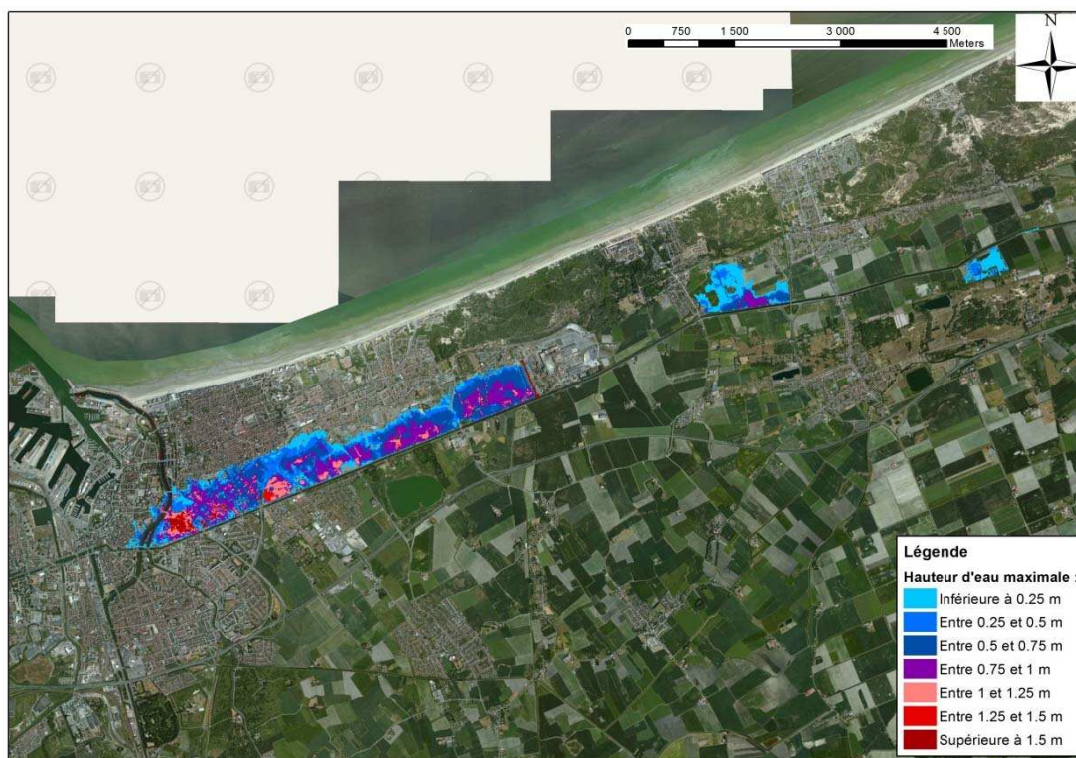 0 750 1 500 3 000 4 500
Meters
N
Légende
Hauteur d'eau maximale :
Inférieure à 0.25 m
Entre 0.25 et 0.5 m
Entre 0.5 et 0.75 m
Entre 0.75 et 1 m
Entre 1 et 1.25 m
Entre 1.25 et 1.5 m
Supérieure à 1.5 m